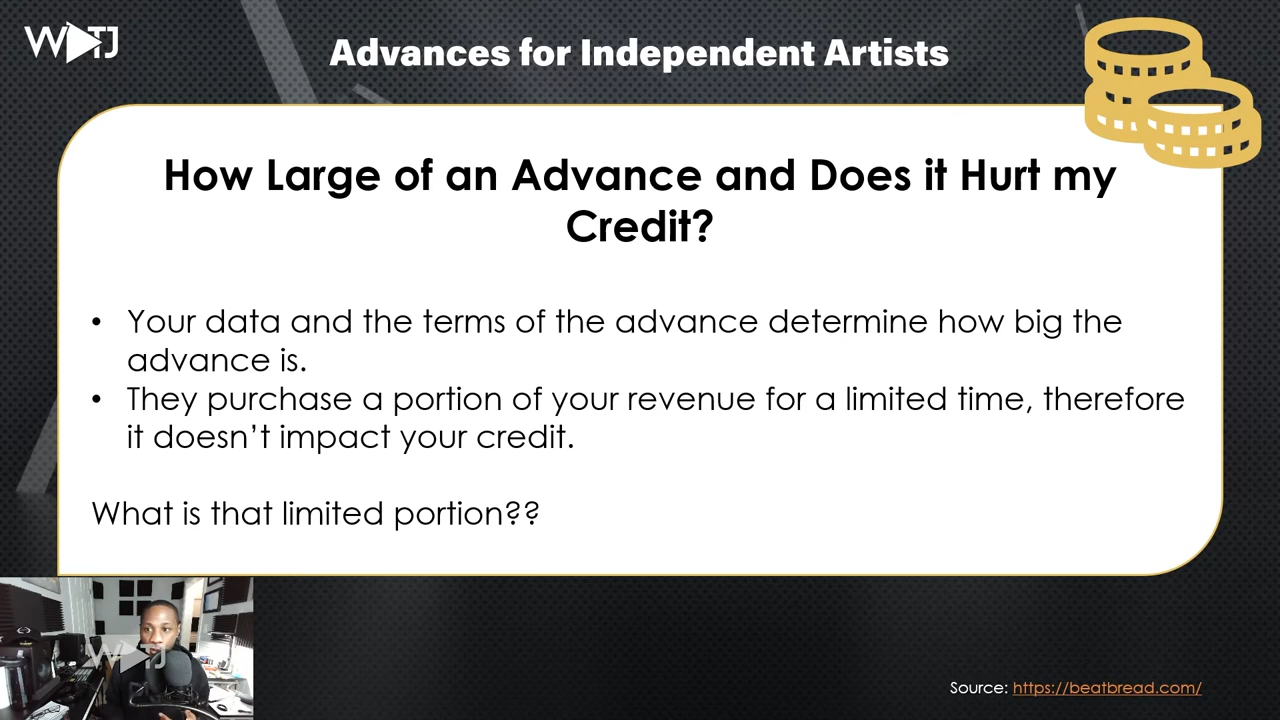 W TJ
Advances for Independent Artists
How Large of an Advance and Does it Hurt my
Credit?
• Your data and the terms of the advance determine how big the
advance is.
• They purchase a portion of your revenue for a limited time, therefore
it doesn’t impact your credit.
What is that limited portion??
W TJ
Source: https://beatbread.com/